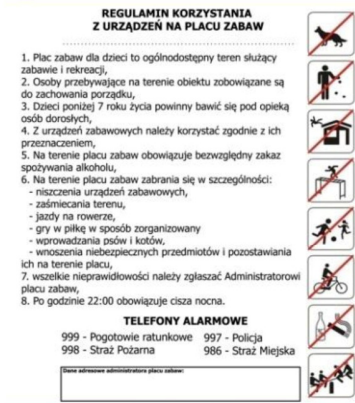 REGULAMIN KORZYSTANIA
Z URZĄDZEŃ NA PLACU ZABAW
1. Plac zabaw dla dzieci to ogólnodostępny teren służący
zabawie i rekreacji,
2. Osoby przebywające na terenie obiektu zobowiązane są
do zachowania porządku,
3. Dzieci poniżej 7 roku życia powinny bawić się pod opieką
osób dorosłych,
4. Z urządzeń zabawowych należy korzystać zgodnie z ich
przeznaczeniem,
5. Na terenie placu zabaw obowiązuje bezwzględny zakaz
spożywania alkoholu,
6. Na terenie placu zabaw zabrania się w szczególności:
- niszczenia urządzeń zabawowych,
- zaśmiecania terenu,
- jazdy na rowerze,
- gry w piłkę w sposób zorganizowany
- wprowadzania psów i kotów,
- wnoszenia niebezpiecznych przedmiotów i pozostawiania
ich na terenie placu,
7. wszelkie nieprawidłowości należy zgłaszać Administratorowi
placu zabaw,
8. Po godzinie 22:00 obowiązuje cisza nocna.
TELEFONY ALARMOWE
999 - Pogotowie ratunkowe 997 - Policja
998 - Straż Pożarna 986 - Straż Miejska
Dane adresowe administratora placu zabaw: